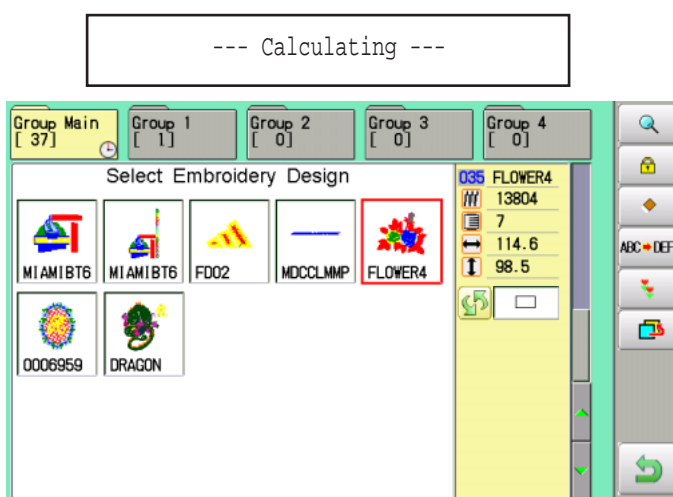 --- Calculating ---
Group Main
[ 37]
Group 1
[ 1]
Group 2
[ 0]
Group 3
[ 0]
Group 4
[ 0]
Select Embroidery Design
MIAMIBT6
MIAMIBT6
FD02
MDCCLMMP
FLOWER4
0006959
DRAGON
035 FLOWER4
13804
7
114.6
98.5
ABC➡DEF